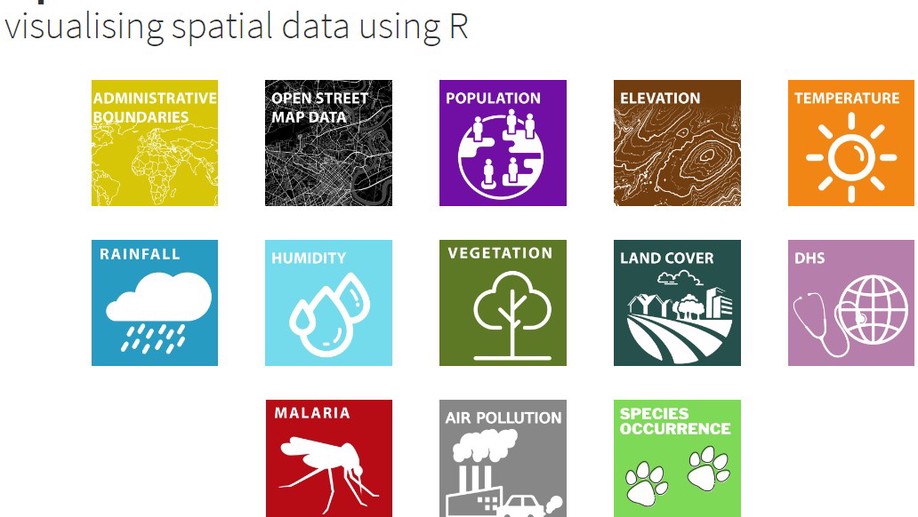 visualising spatial data using R
ADMINISTRATIVE
BOUNDARIES
OPEN STREET
MAP DATA
POPULATION
ELEVATION
TEMPERATURE
RAINFALL
HUMIDITY
VEGETATION
LAND COVER
DHS
MALARIA
AIR POLLUTION
SPECIES
OCCURRENCE